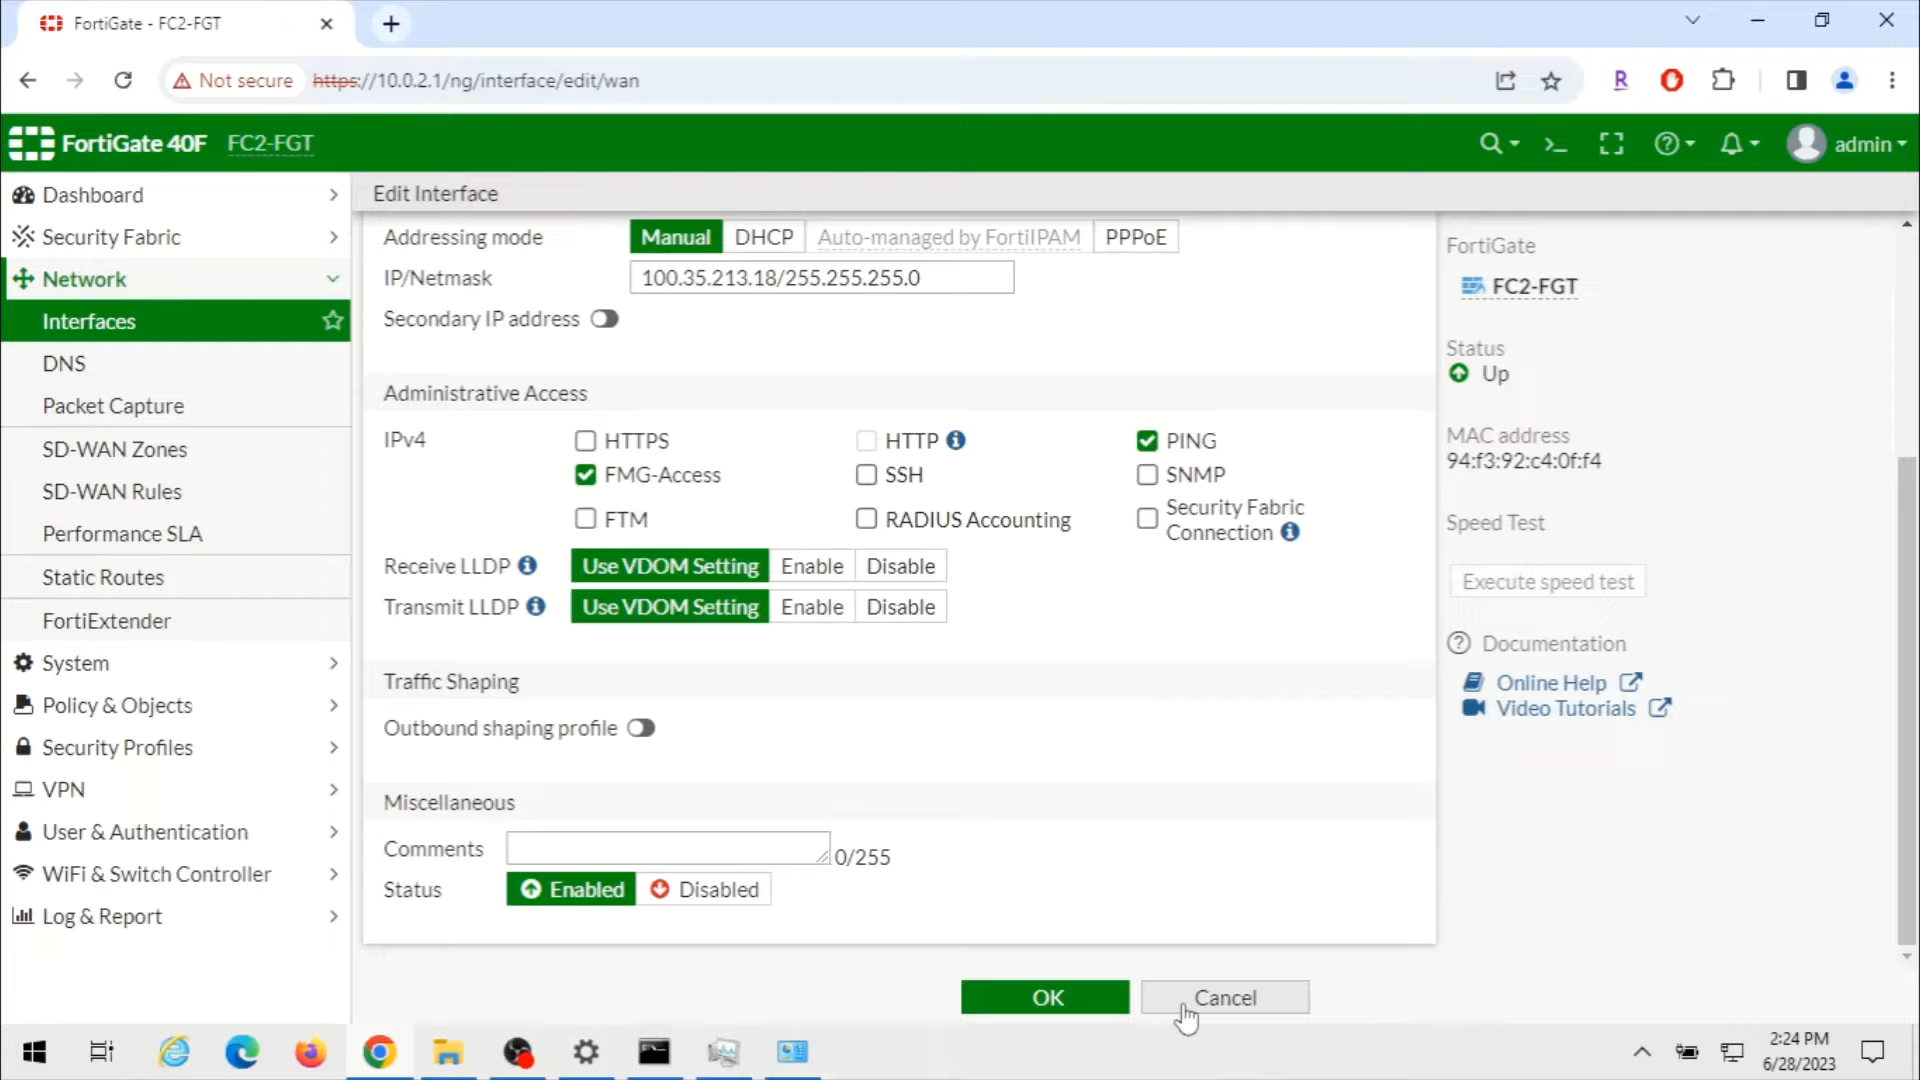 FortiGate - FC2-FGT
Not secure https://10.0.2.1/ng/interface/edit/wan
R
FortiGate 40F FC2-FGT
admin
Dashboard
Security Fabric
Network
Interfaces
DNS
Packet Capture
SD-WAN Zones
SD-WAN Rules
Performance SLA
Static Routes
FortiExtender
System
Policy & Objects
Security Profiles
VPN
User & Authentication
WiFi & Switch Controller
Log & Report
Edit Interface
Addressing mode Manual DHCP Auto-managed by FortiIPAM PPPoE
IP/Netmask 100.35.213.18/255.255.255.0
Secondary IP address
Administrative Access
IPv4 HTTPS HTTP PING
FMG-Access SSH SNMP
FTM RADIUS Accounting Security Fabric
Connection
Receive LLDP Use VDOM Setting Enable Disable
Transmit LLDP Use VDOM Setting Enable Disable
Traffic Shaping
Outbound shaping profile
Miscellaneous
Comments 0/255
Status Enabled Disabled
OK Cancel
FortiGate
FC2-FGT
Status
Up
MAC address
94:f3:92:c4:0f:f4
Speed Test
Execute speed test
Documentation
Online Help
Video Tutorials
2:24 PM
6/28/2023